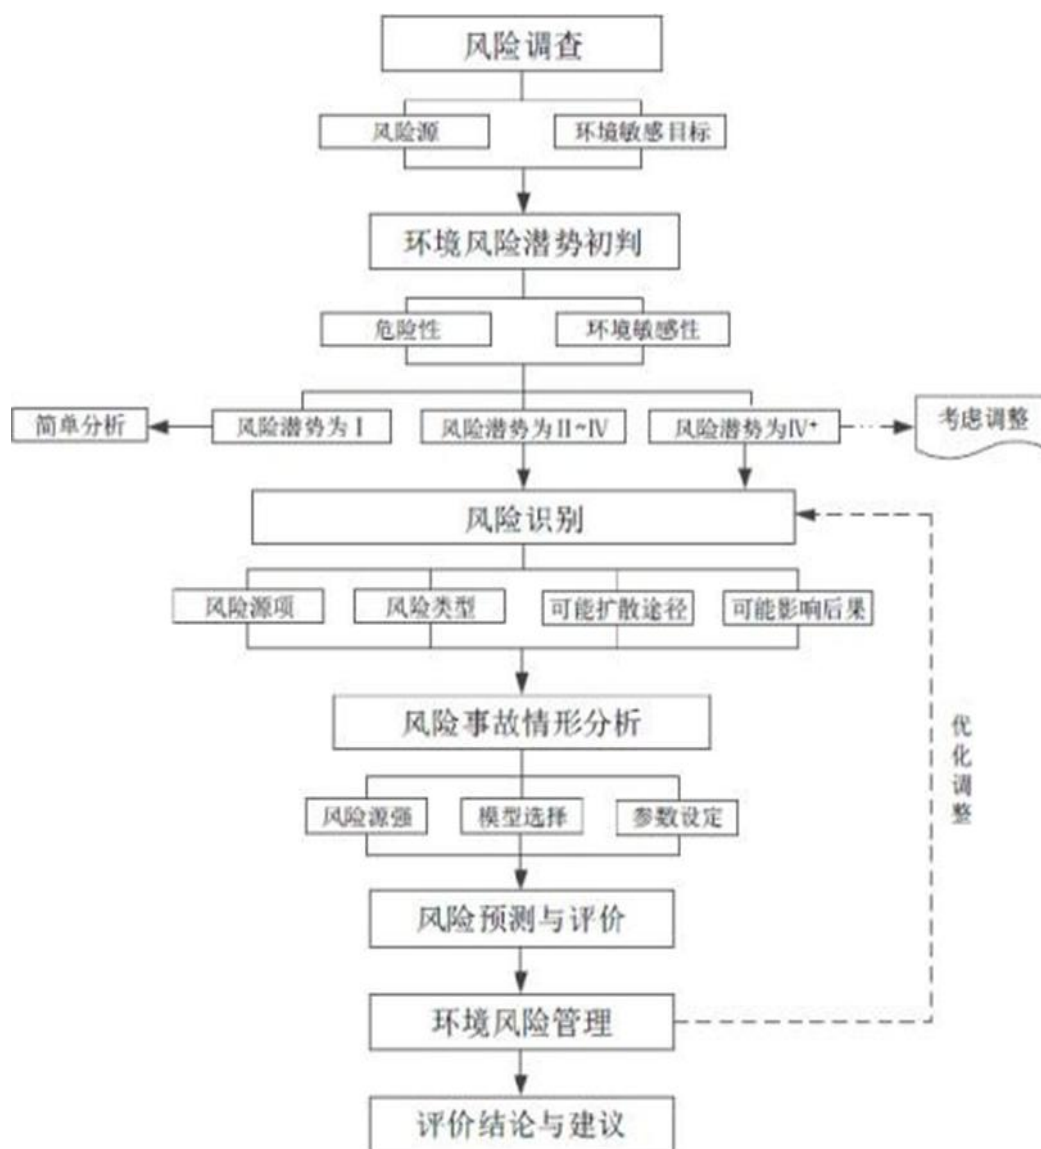 风险调查
风险源
环境敏感目标
环境风险潜势初判
危险性
环境敏感性
简单分析
风险潜势为Ⅰ
风险潜势为Ⅱ~Ⅳ
风险潜势为Ⅳ+
考虑调整
风险识别
风险源项
风险类型
可能扩散途径
可能影响后果
风险事故情形分析
优化调整
风险源强
模型选择
参数设定
风险预测与评价
环境风险管理
评价结论与建议